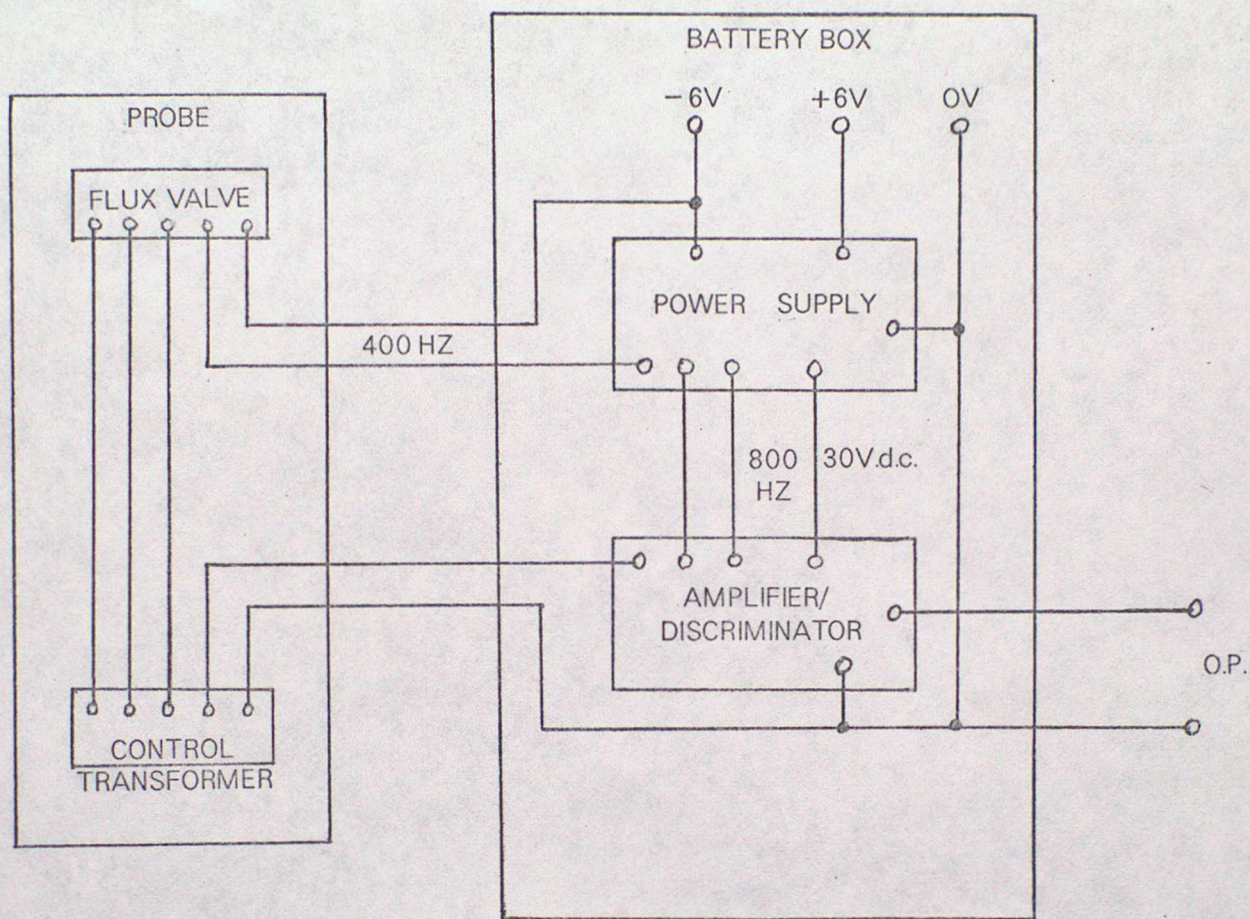 BATTERY BOX
-6V +6V 0V
PROBE
FLUX VALVE
POWER SUPPLY
400 HZ
800 30V.d.c.
HZ
AMPLIFIER/
DISCRIMINATOR
O.P.
CONTROL
TRANSFORMER